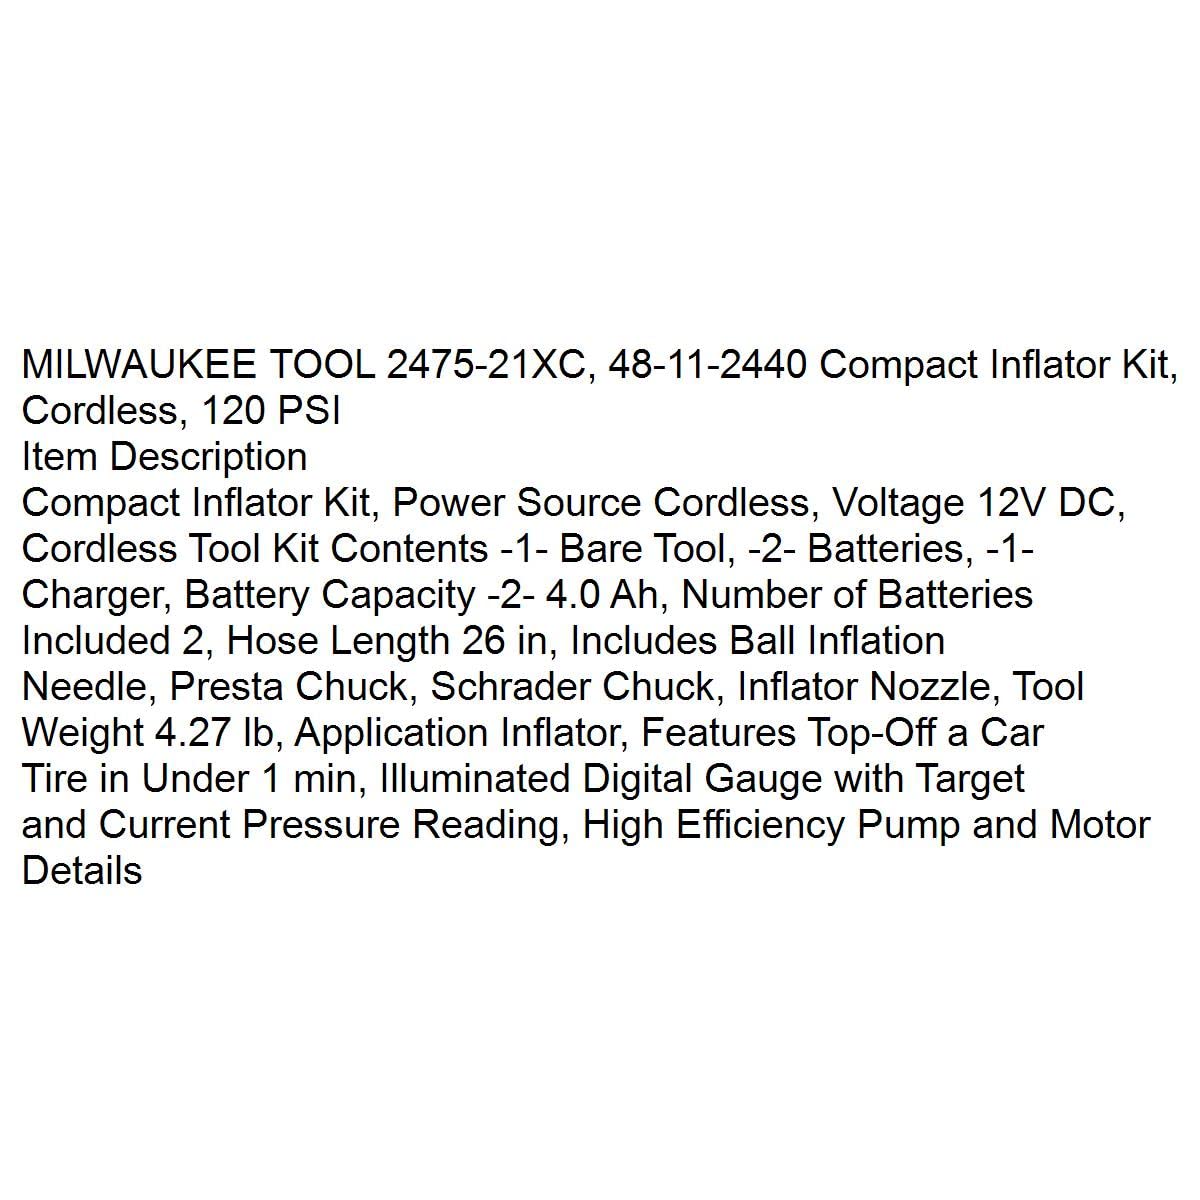 MILWAUKEE TOOL 2475-21XC, 48-11-2440 Compact Inflator Kit,
Cordless, 120 PSI
Item Description
Compact Inflator Kit, Power Source Cordless, Voltage 12V DC,
Cordless Tool Kit Contents -1- Bare Tool, -2- Batteries, -1-
Charger, Battery Capacity -2- 4.0 Ah, Number of Batteries
Included 2, Hose Length 26 in, Includes Ball Inflation
Needle, Presta Chuck, Schrader Chuck, Inflator Nozzle, Tool
Weight 4.27 lb, Application Inflator, Features Top-Off a Car
Tire in Under 1 min, Illuminated Digital Gauge with Target
and Current Pressure Reading, High Efficiency Pump and Motor
Details